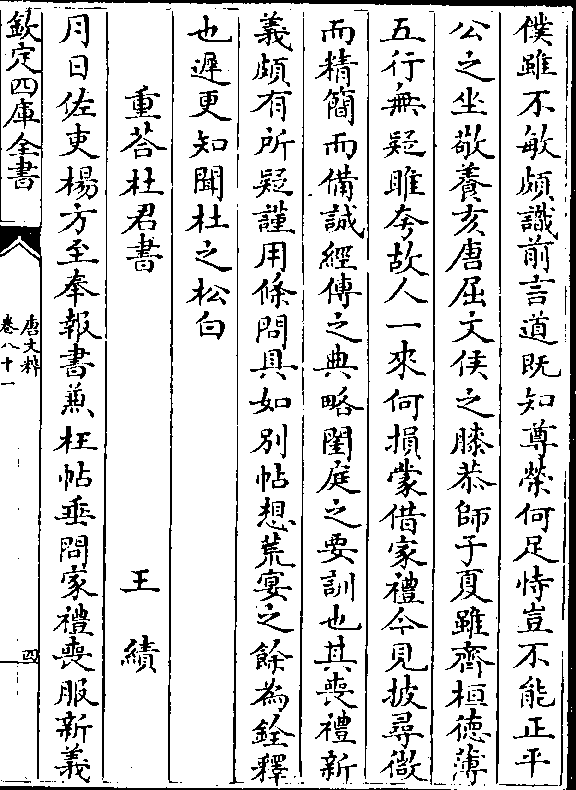 僕雖不敏頗識前言道既知尊榮何足恃豈不能正平
公之坐敬養亥唐屈文侯之膝恭師子夏雖齊桓徳薄
五行無疑睢夸故人一來何損蒙借家禮今見披尋微
而精簡而備誠經傳之典略閨庭之要訓也其喪禮新
義頗有所疑謹用條問具如别帖想荒宴之餘為銓釋
也遲更知聞杜之松白
重荅杜君書　　　　王績
月日佐吏楊方至奉報書兼枉帖垂問家禮喪服新義
欽定四庫全書
唐文粹
卷八十一
四